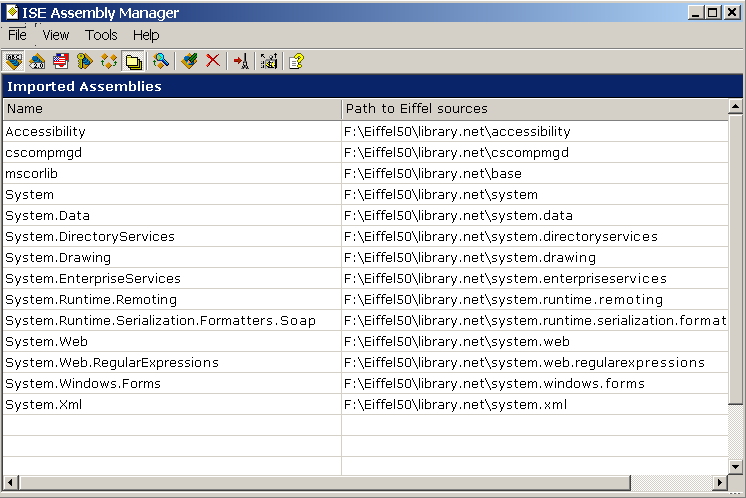 ISE Assembly Manager
File View Tools Help
Imported Assemblies
Name Path to Eiffel sources
Accessibility F:\Eiffel50\library.net\accessibility
cscompmgd F:\Eiffel50\library.net\cscompmgd
mscorlib F:\Eiffel50\library.net\base
System F:\Eiffel50\library.net\system
System.Data F:\Eiffel50\library.net\system.data
System.DirectoryServices F:\Eiffel50\library.net\system.directoryservices
System.Drawing F:\Eiffel50\library.net\system.drawing
System.EnterpriseServices F:\Eiffel50\library.net\system.enterpriseservices
System.Runtime.Remoting F:\Eiffel50\library.net\system.runtime.remoting
System.Runtime.Serialization.Formatters.Soap F:\Eiffel50\library.net\system.runtime.serialization.format
System.Web F:\Eiffel50\library.net\system.web
System.Web.RegularExpressions F:\Eiffel50\library.net\system.web.regularexpressions
System.Windows.Forms F:\Eiffel50\library.net\system.windows.forms
System.Xml F:\Eiffel50\library.net\system.xml